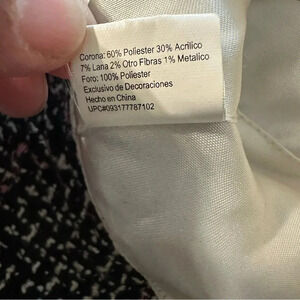 Corona: 60% Poliester 30% Acrilico
7% Lana 2% Otro Fibras 1% Metalico
Foro: 100% Poliester
Exclusivo de Decoraciones
Hecho en China
UPC#093177787102